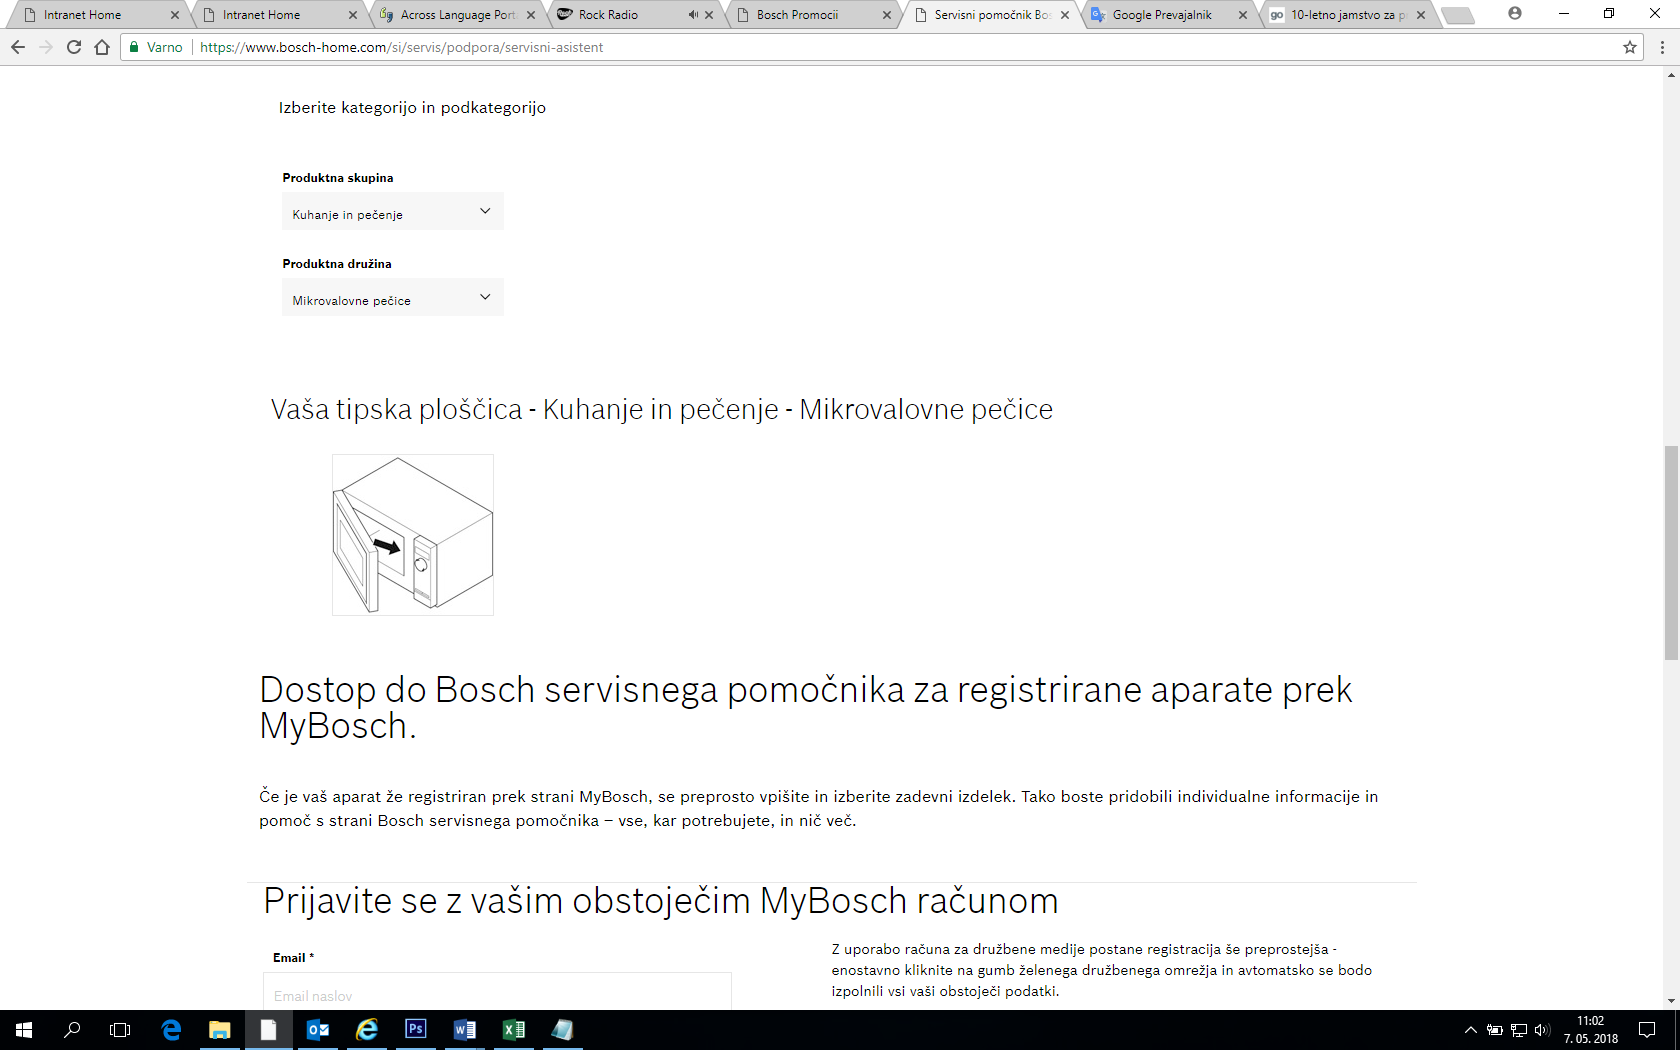 Intranet Home
Intranet Home
Across Language Port
Rock Radio
Bosch Promocii
Servisni pomočnik Bos
Google Prevajalnik
go 10-letno jamstvo za p
Varno
https://www.bosch-home.com/si/servis/podpora/servisni-asistent
Izberite kategorijo in podkategorijo
Produktna skupina
Kuhanje in pečenje
Produktna družina
Mikrovalovne pečice
Vaša tipska ploščica - Kuhanje in pečenje - Mikrovalovne pečice
Dostop do Bosch servisnega pomočnika za registrirane aparate prek
MyBosch.
Če je vaš aparat že registriran prek strani MyBosch, se preprosto vpišite in izberite zadevni izdelek. Tako boste pridobili individualne informacije in
pomoč s strani Bosch servisnega pomočnika – vse, kar potrebujete, in nič več.
Prijavite se z vašim obstoječim MyBosch računom
Email *
Email naslov
Z uporabo računa za družbene medije postane registracija še preprostejša -
enostavno kliknite na gumb želenega družbenega omrežja in avtomatsko se bodo
izpolnili vsi vaši obstoječi podatki.
Ps
11:02
7. 05. 2018